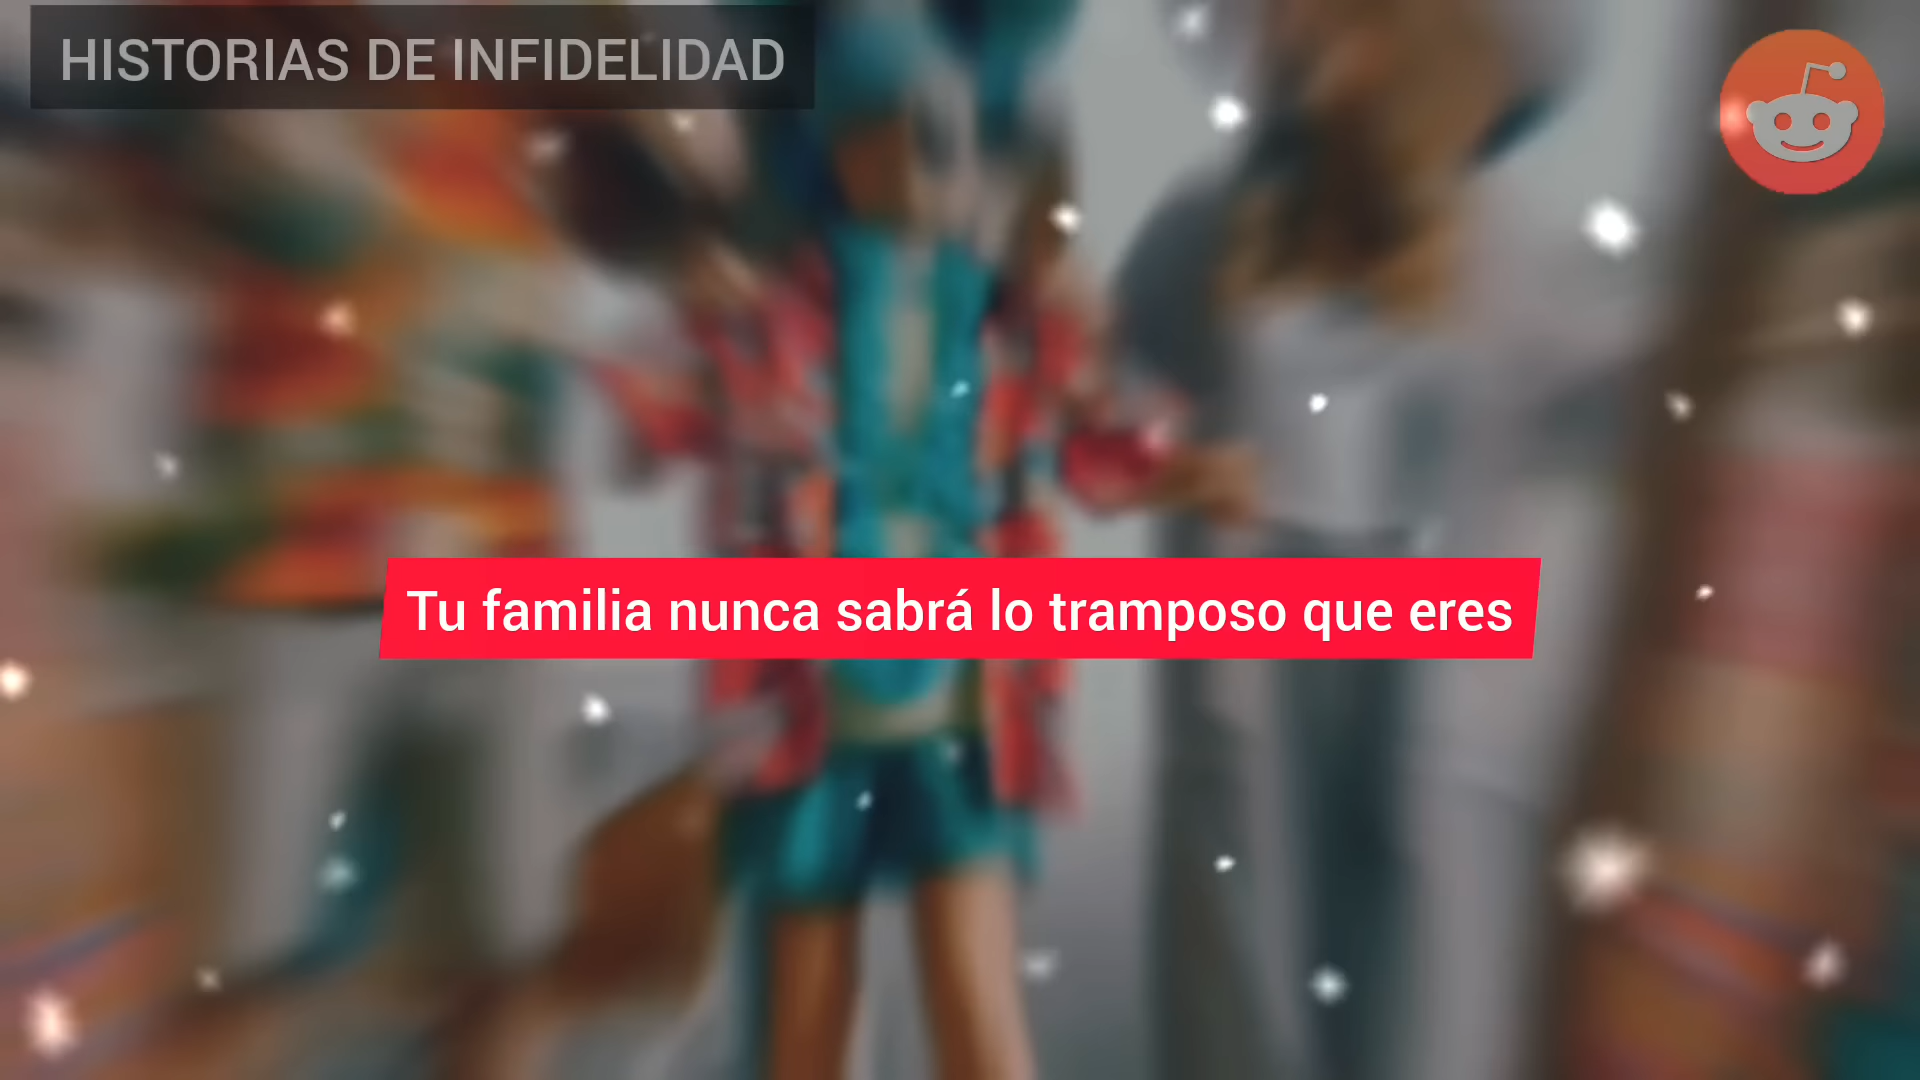 HISTORIAS DE INFIDELIDAD
Tu familia nunca sabrá lo tramposo que eres